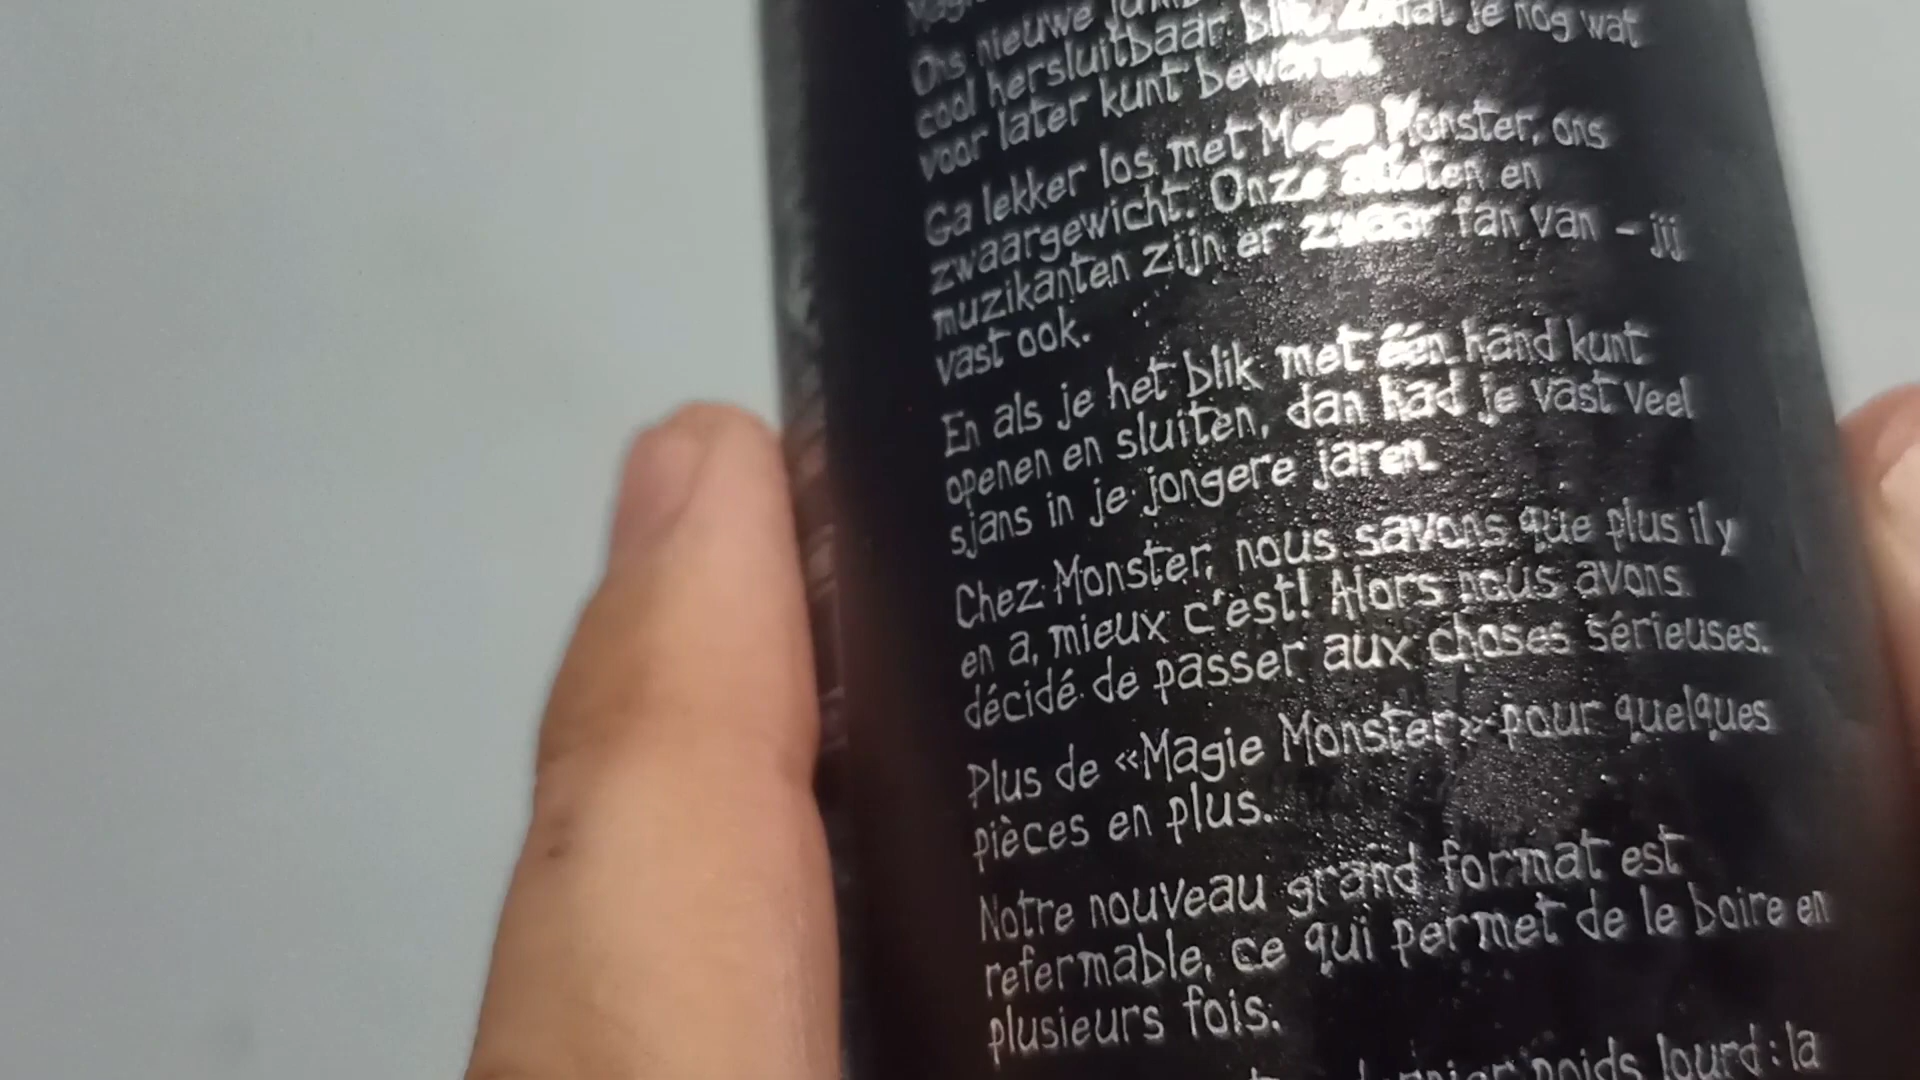 Ons nieuwe
cool hersluitbaar blik. Zodat je nog wat
voor later kunt bewaren.
Ga lekker los met Mega Monster, ons
zwaargewicht. Onze atleten en
muzikanten zijn er zwaar fan van - jij
vast ook.
En als je het blik met één hand kunt
openen en sluiten, dan had je vast veel
sjans in je jongere jaren.
Chez Monster, nous savons que plus il y
en a, mieux c'est! Alors nous avons
décidé de passer aux choses sérieuses.
Plus de «Magie Monster» pour quelques
pièces en plus.
Notre nouveau grand format est
refermable, ce qui permet de le boire en
plusieurs fois.
poids lourd: la